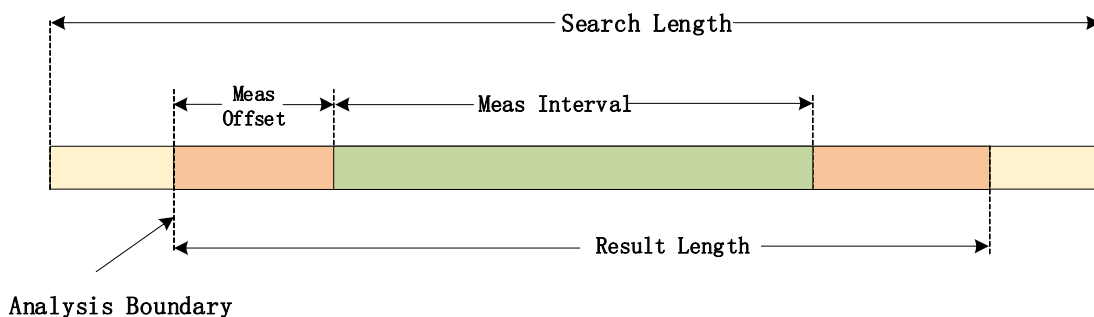 Search Length
Meas
Offset
Meas Interval
Result Length
Analysis Boundary